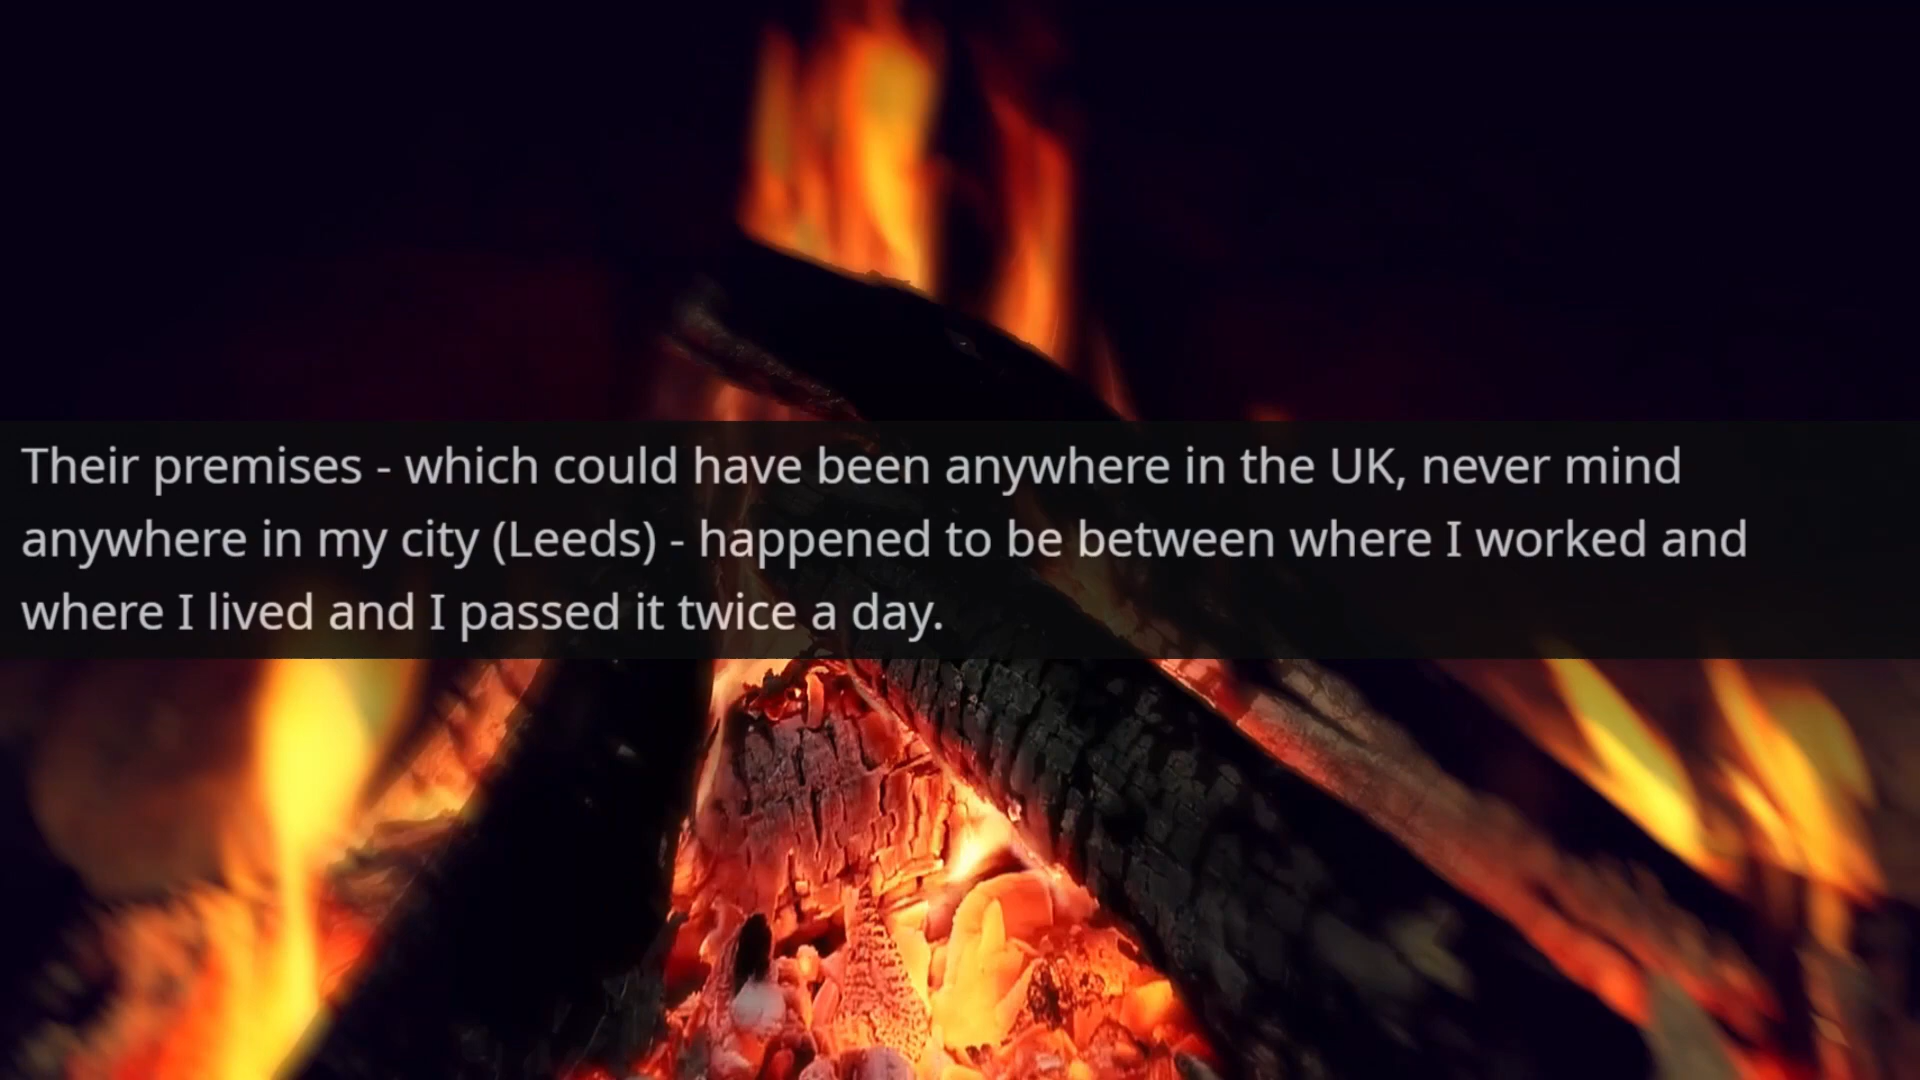 Their premises - which could have been anywhere in the UK, never mind
anywhere in my city (Leeds) - happened to be between where I worked and
where I lived and I passed it twice a day.